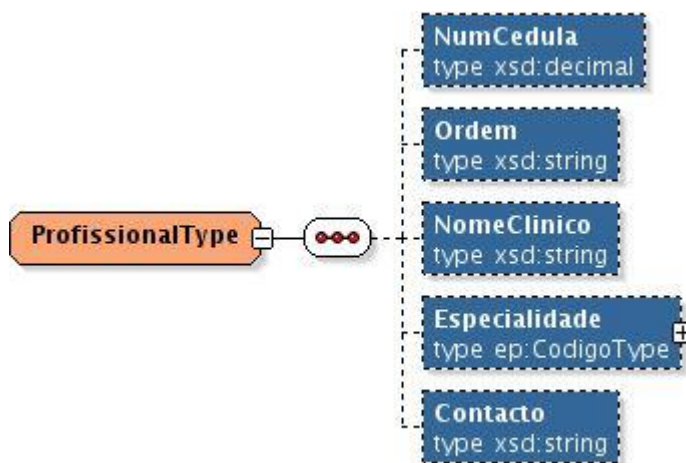 NumCedula
type xsd:decimal
Ordem
type xsd:string
ProfissionalType
NomeClinico
type xsd:string
Especialidade
type ep:CodigoType
Contacto
type xsd:string